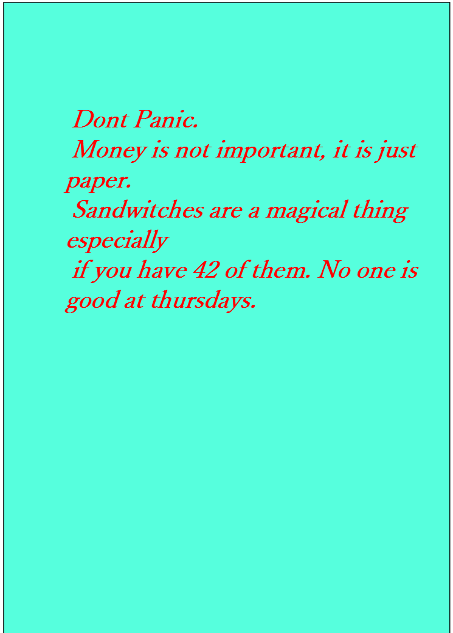 Dont Panic.
Money is not important, it is just
paper.
Sandwitches are a magical thing
especially
if you have 42 of them. No one is
good at thursdays.